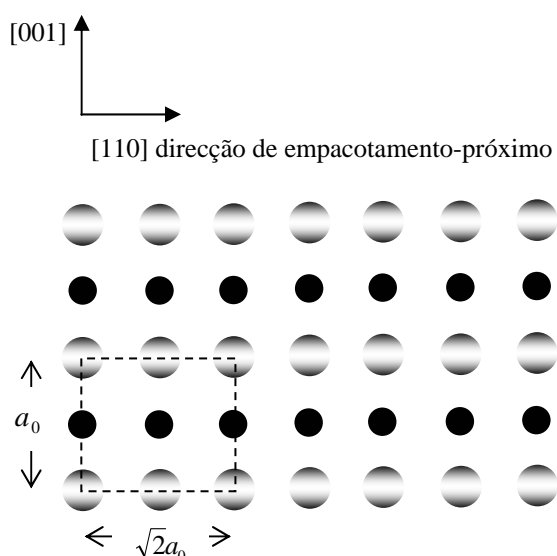 [001]
[110] direcção de empacotamento-próximo
a₀
√2a₀